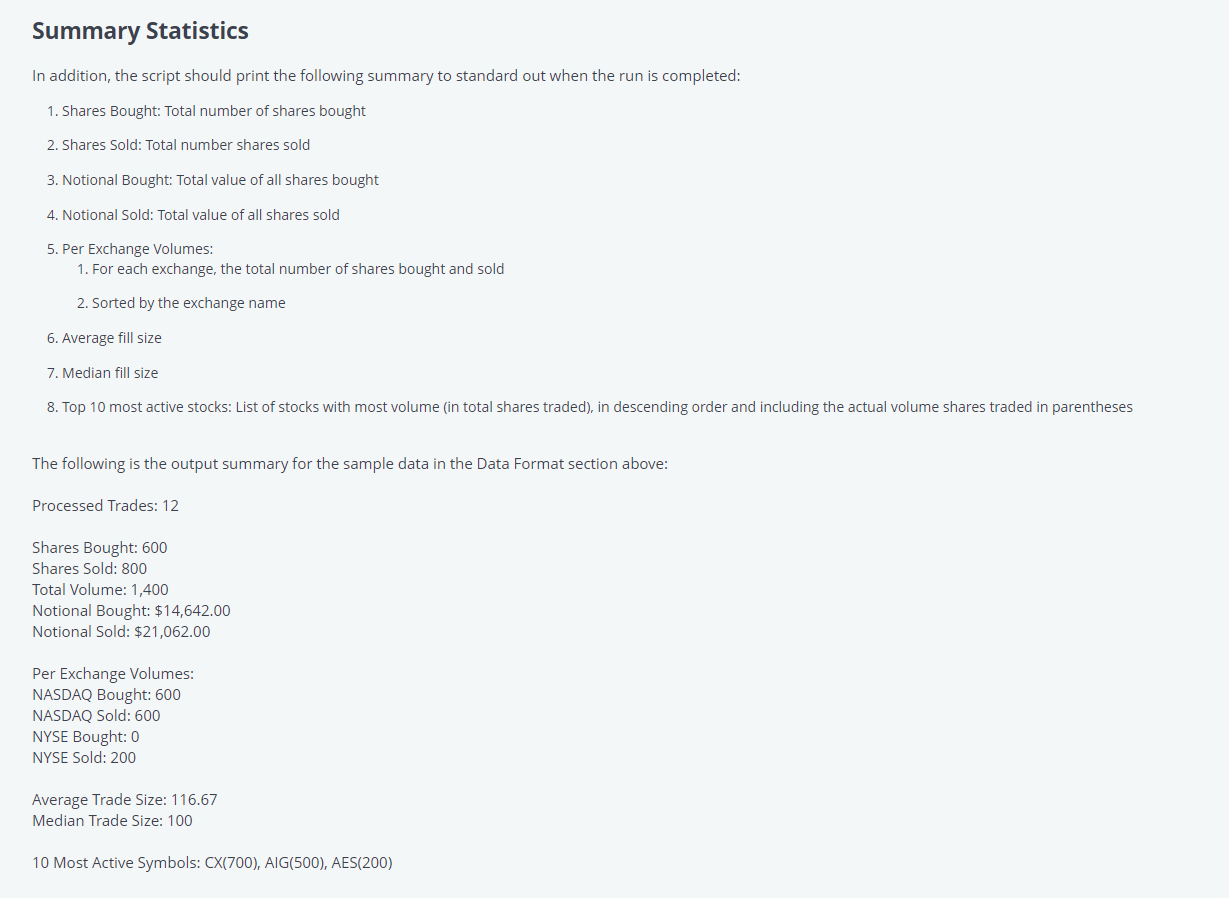 Summary Statistics
In addition, the script should print the following summary to standard out when the run is completed:
1. Shares Bought: Total number of shares bought
2. Shares Sold: Total number shares sold
3. Notional Bought: Total value of all shares bought
4. Notional Sold: Total value of all shares sold
5. Per Exchange Volumes:
1. For each exchange, the total number of shares bought and sold
2. Sorted by the exchange name
6. Average fill size
7. Median fill size
8. Top 10 most active stocks: List of stocks with most volume (in total shares traded), in descending order and including the actual volume shares traded in parentheses
The following is the output summary for the sample data in the Data Format section above:
Processed Trades: 12
Shares Bought: 600
Shares Sold: 800
Total Volume: 1,400
Notional Bought: $14,642.00
Notional Sold: $21,062.00
Per Exchange Volumes:
NASDAQ Bought: 600
NASDAQ Sold: 600
NYSE Bought: 0
NYSE Sold: 200
Average Trade Size: 116.67
Median Trade Size: 100
10 Most Active Symbols: CX(700), AIG(500), AES(200)